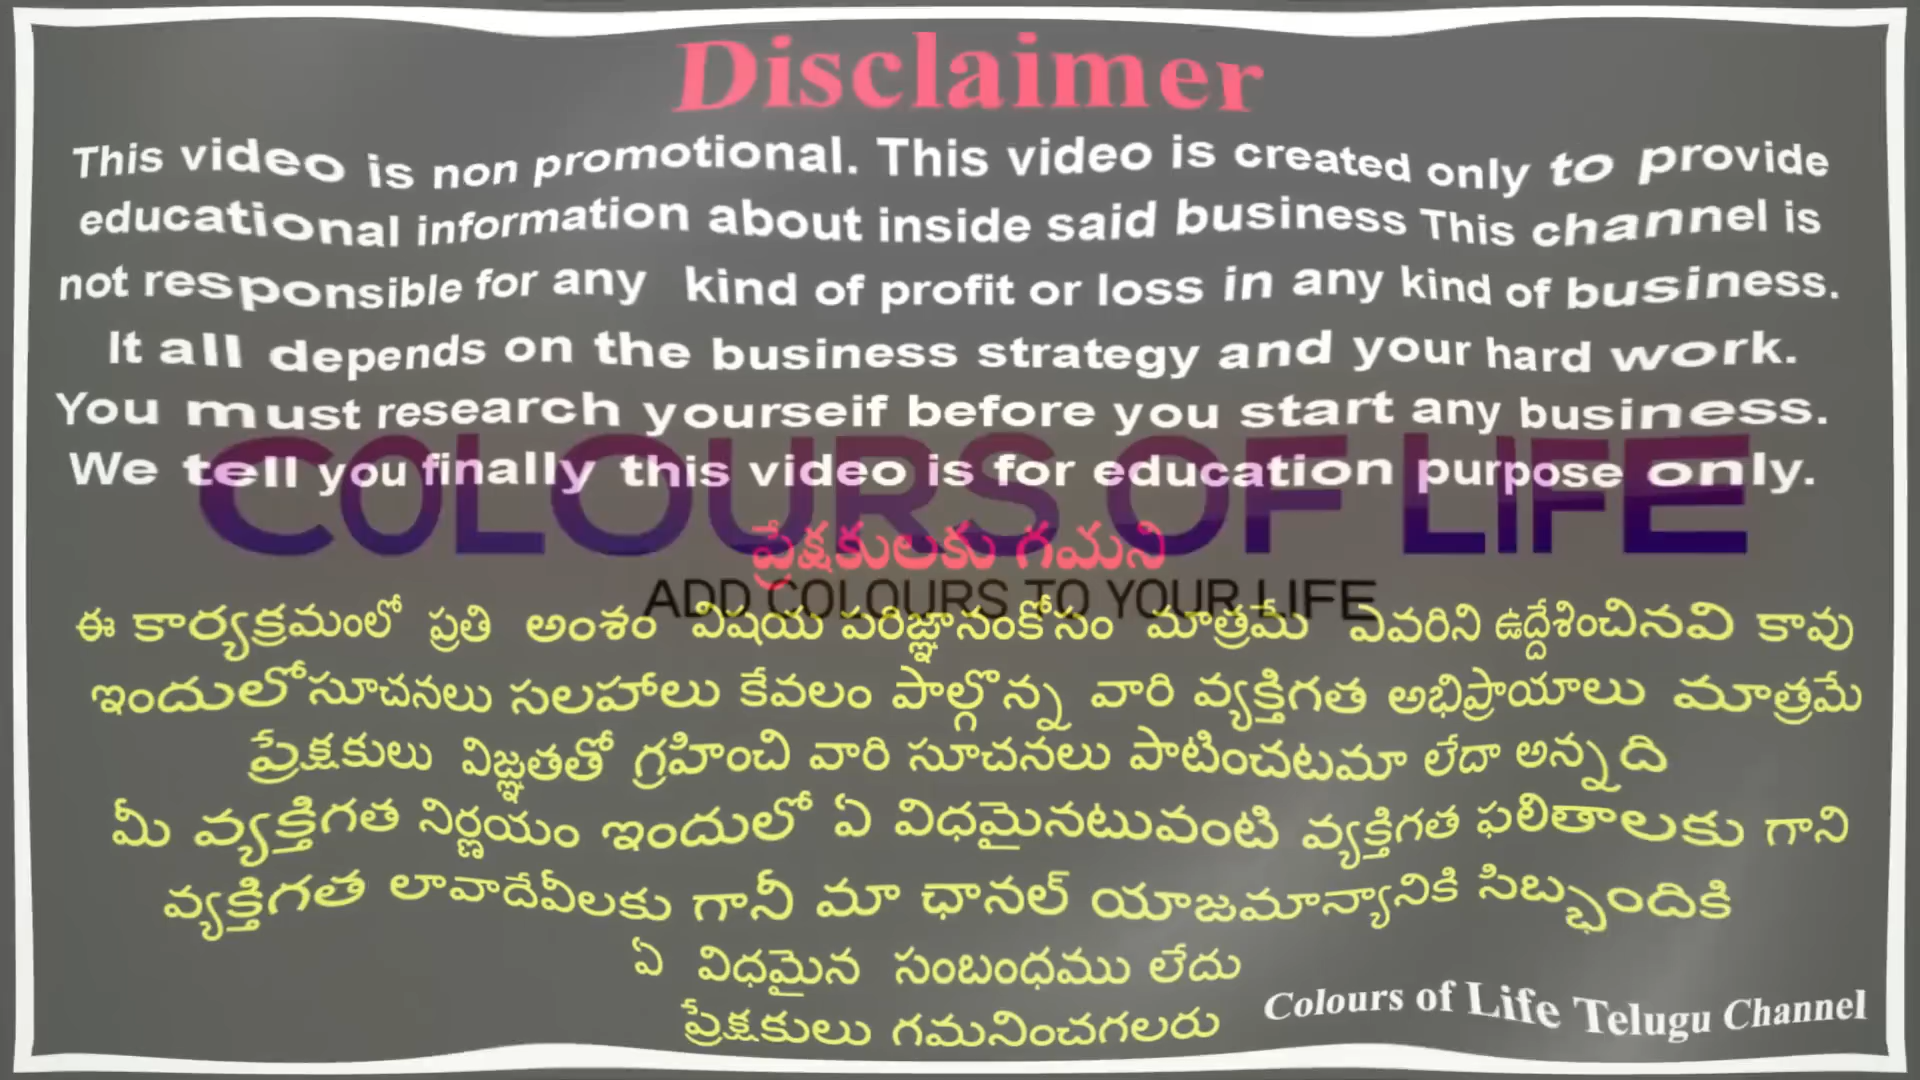 Disclaimer
This video is non promotional. This video is created only to provide
educational information about inside said business This channel is
not responsible for any kind of profit or loss in any kind of business.
It all depends on the business strategy and your hard work.
You must research yourseif before you start any business.
We tell you finally this video is for education purpose only.
COLOURS OF LIFE
ప్రేక్షకులకు గమని
ADD COLOURS TO YOUR LIFE
ఈ కార్యక్రమంలో ప్రతి అంశం విషయ పరిజ్ఞానంకోసం మాత్రమే ఎవరిని ఉద్దేశించినవి కావు
ఇందులో సూచనలు సలహాలు కేవలం పాల్గొన్న వారి వ్యక్తిగత అభిప్రాయాలు మాత్రమే
ప్రేక్షకులు విజ్ఞతతో గ్రహించి వారి సూచనలు పాటించటమా లేదా అన్నది
మీ వ్యక్తిగత నిర్ణయం ఇందులో ఏ విధమైనటువంటి వ్యక్తిగత ఫలితాలకు గాని
వ్యక్తిగత లావాదేవీలకు గానీ మా ఛానల్ యాజమాన్యానికి సిబ్బందికి
ఏ విధమైన సంబంధము లేదు
ప్రేక్షకులు గమనించగలరు
Colours of Life Telugu Channel